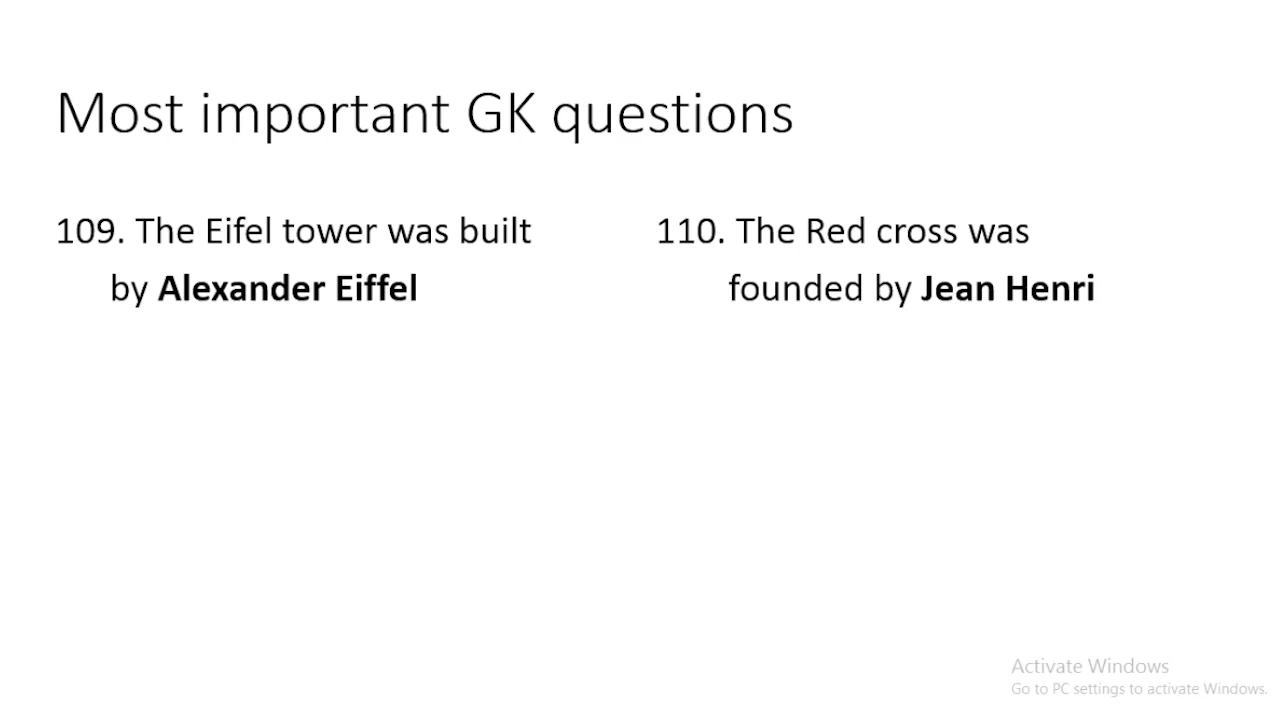 Most important GK questions
109. The Eifel tower was built
by Alexander Eiffel
110. The Red cross was
founded by Jean Henri
Activate Windows
Go to PC settings to activate Windows.